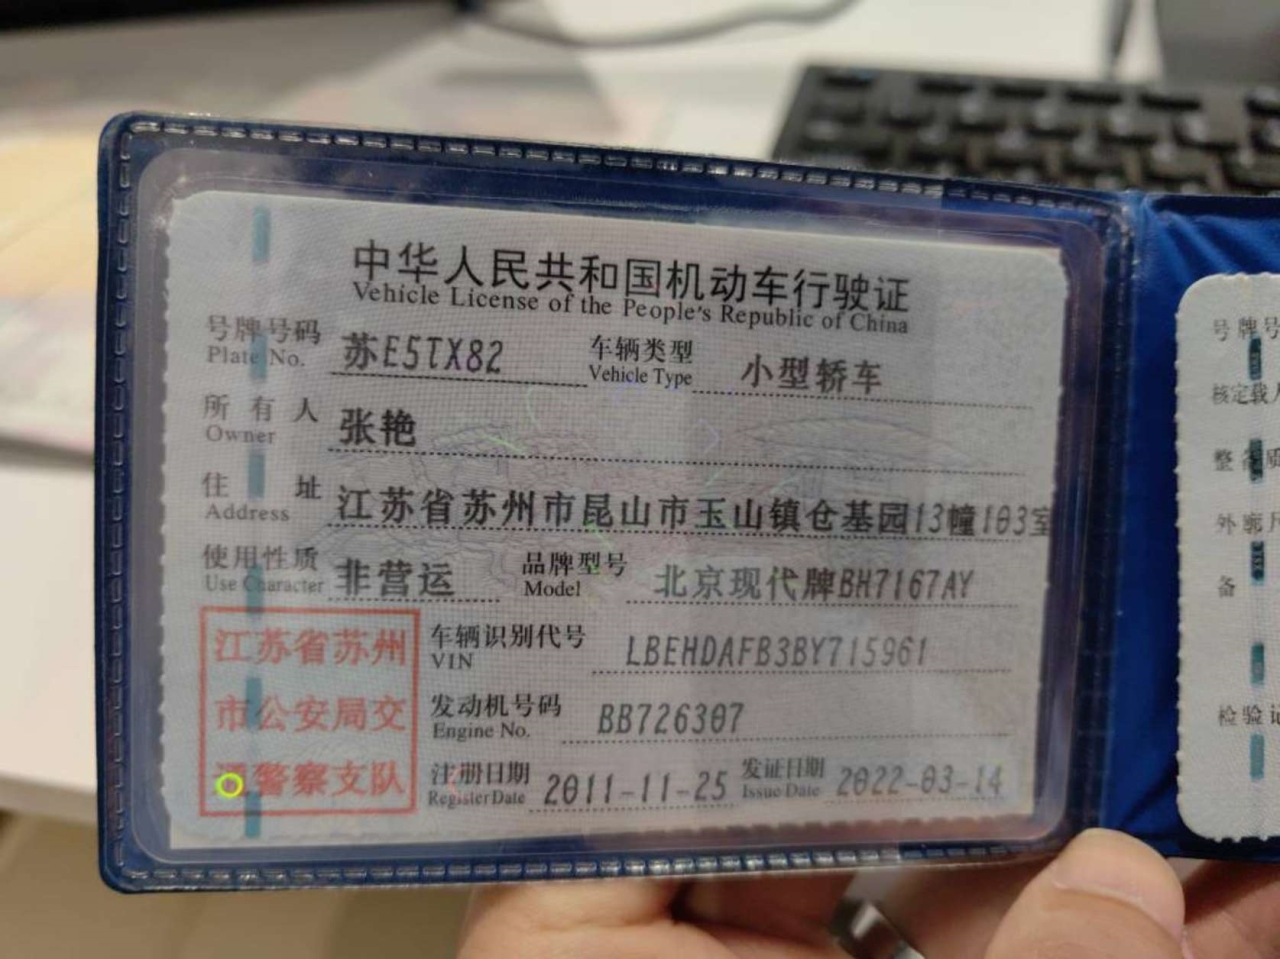 中华人民共和国机动车行驶证
Vehicle License of the People's Republic of China
号牌号码 苏E5TX82 车辆类型 小型轿车
Plate No. Vehicle Type
所有人 张艳
Owner
住址 江苏省苏州市昆山市玉山镇仓基园13幢103室
Address
使用性质 非营运 品牌型号 北京现代牌BH7167AY
Use Character Model
江苏省苏州
市公安局交
通警察支队
车辆识别代号 LBEHDAFB3BY715961
VIN
发动机号码 BB726307
Engine No.
注册日期 2011-11-25 发证日期 2022-03-14
Register Date Issue Date
号牌号
核定载人
整备质
外廓尺
备
检验记